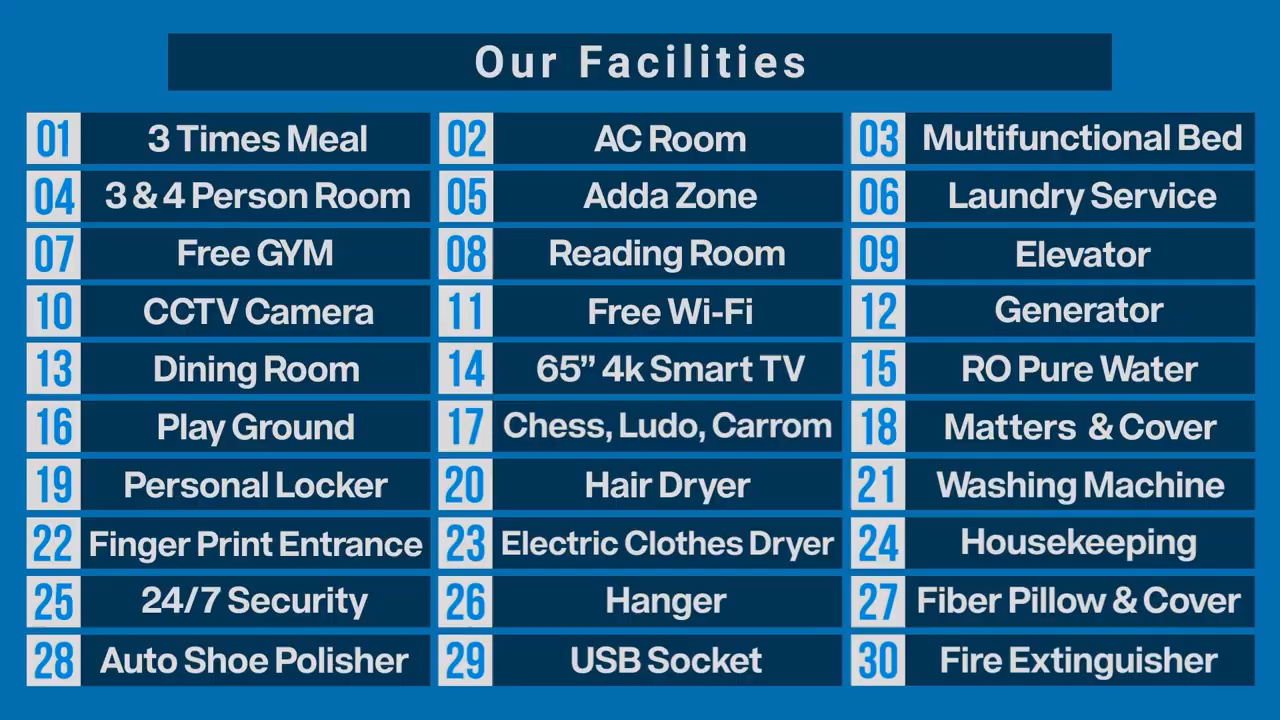 Our Facilities
01 3 Times Meal
02 AC Room
03 Multifunctional Bed
04 3 & 4 Person Room
05 Adda Zone
06 Laundry Service
07 Free GYM
08 Reading Room
09 Elevator
10 CCTV Camera
11 Free Wi-Fi
12 Generator
13 Dining Room
14 65” 4k Smart TV
15 RO Pure Water
16 Play Ground
17 Chess, Ludo, Carrom
18 Matters & Cover
19 Personal Locker
20 Hair Dryer
21 Washing Machine
22 Finger Print Entrance
23 Electric Clothes Dryer
24 Housekeeping
25 24/7 Security
26 Hanger
27 Fiber Pillow & Cover
28 Auto Shoe Polisher
29 USB Socket
30 Fire Extinguisher